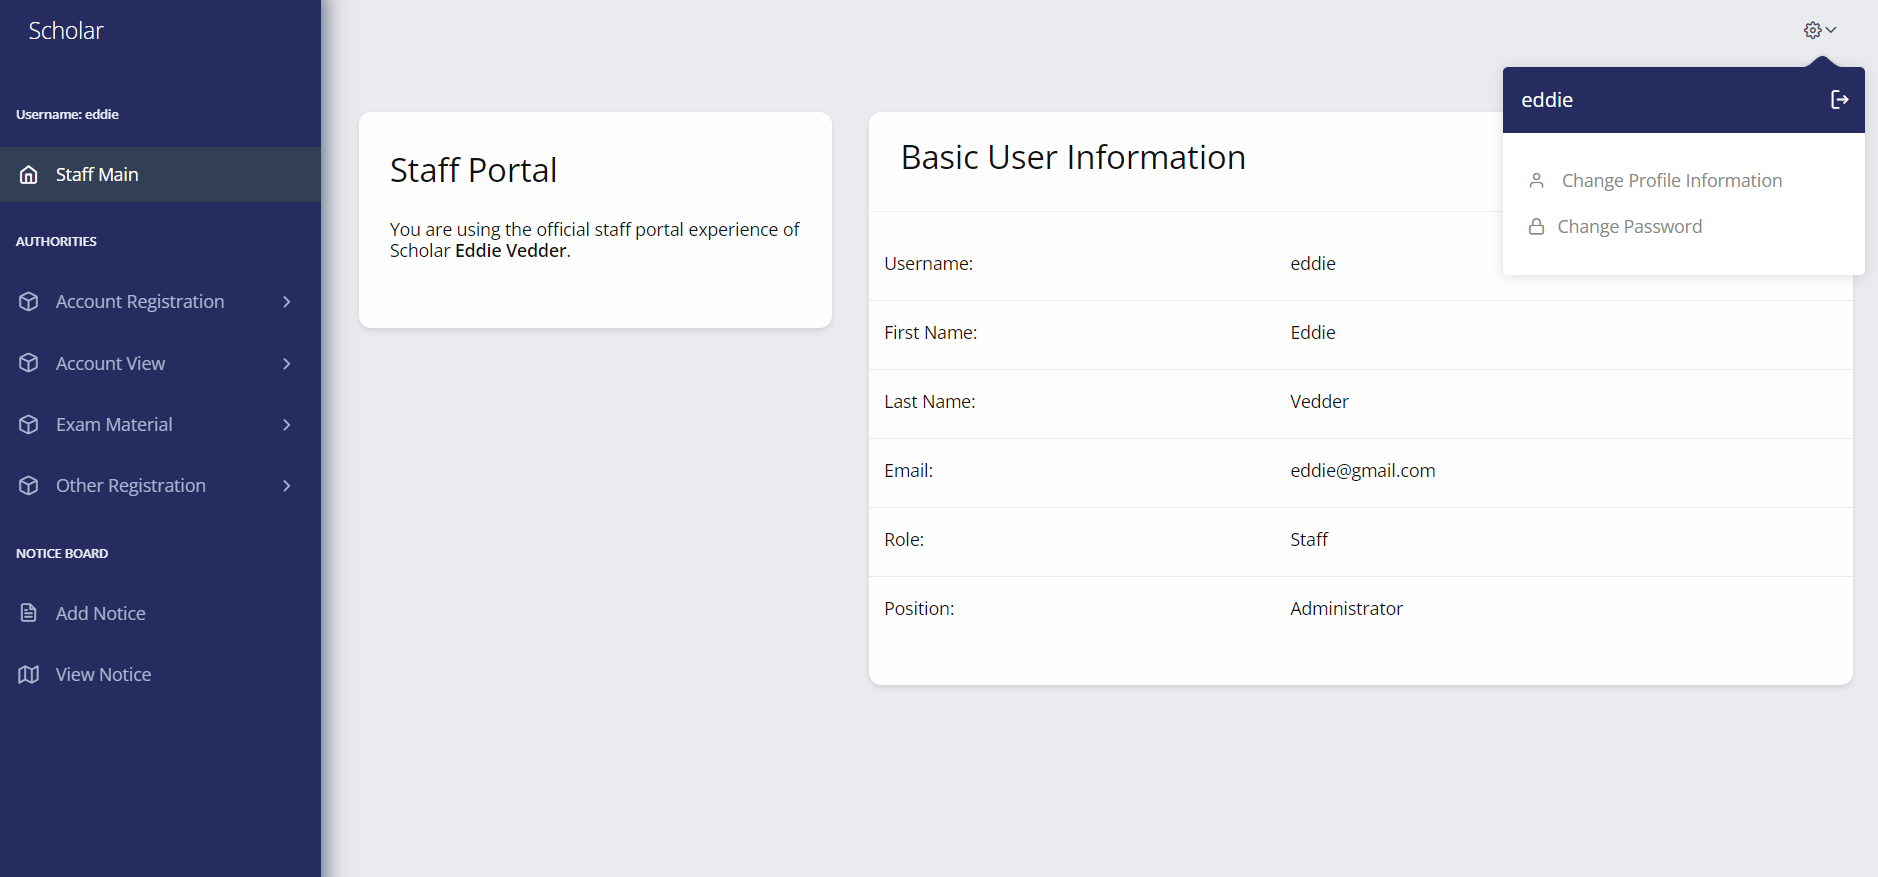 Scholar
Username: eddie
Staff Main
AUTHORITIES
Account Registration
Account View
Exam Material
Other Registration
NOTICE BOARD
Add Notice
View Notice
Staff Portal
You are using the official staff portal experience of
Scholar Eddie Vedder.
Basic User Information
Username: eddie
First Name: Eddie
Last Name: Vedder
Email: eddie@gmail.com
Role: Staff
Position: Administrator
eddie
Change Profile Information
Change Password